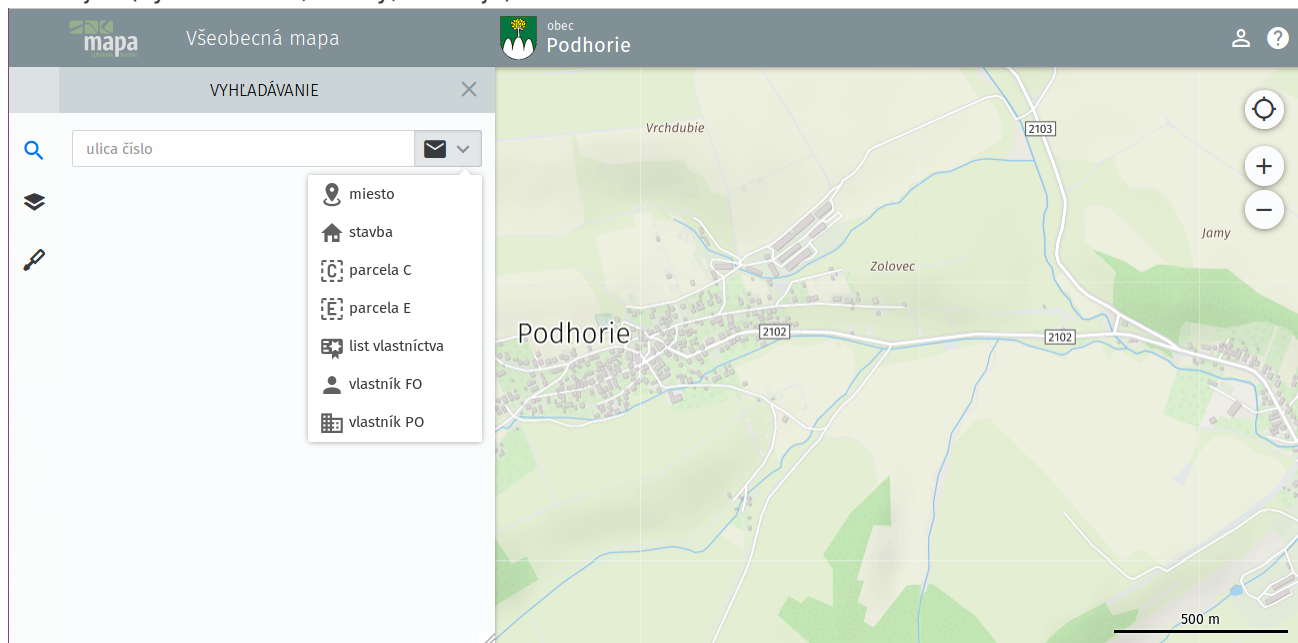 mapa
Všeobecná mapa
obec
Podhorie
VYHĽADÁVANIE
ulica číslo
miesto
stavba
parcela C
parcela E
list vlastníctva
vlastník FO
vlastník PO
Vrchdubie
2103
Jamy
Zolovec
Podhorie
2102
2102
500 m